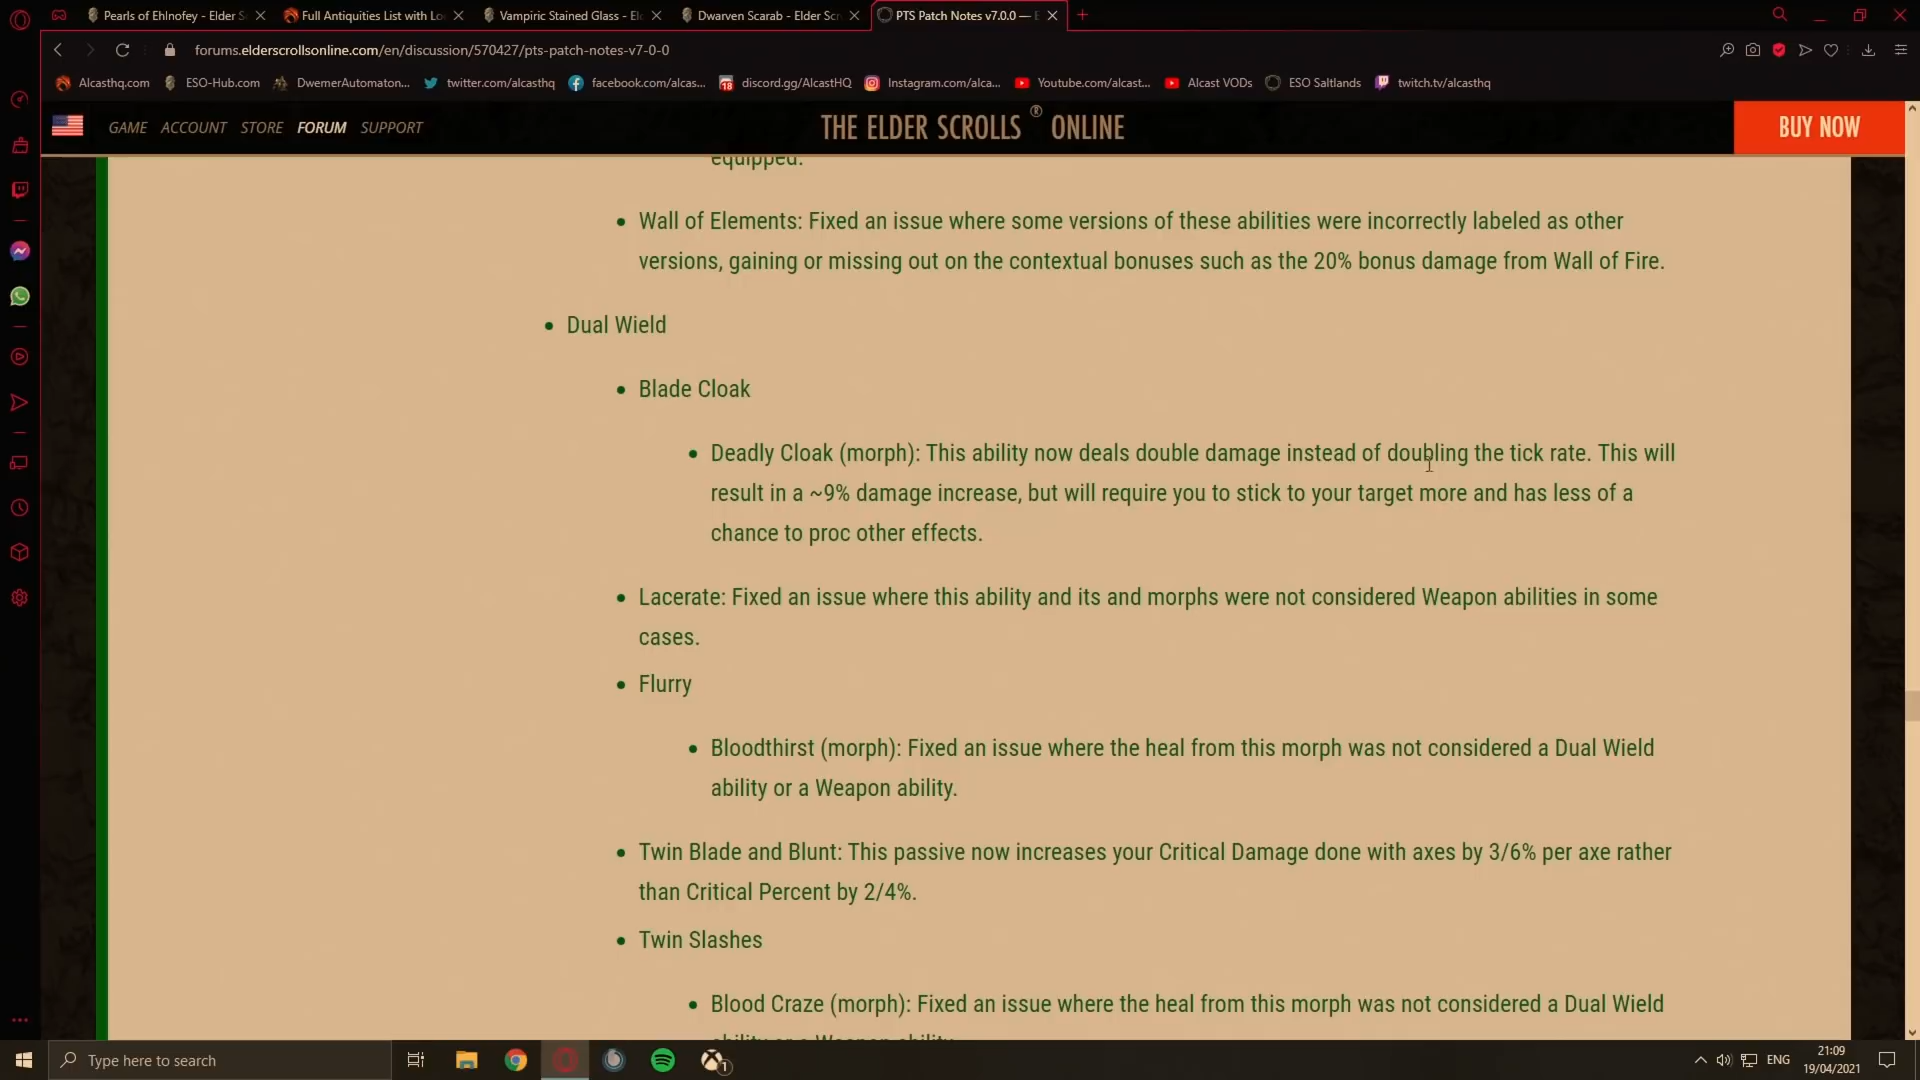 Pearls of Ehlnofey - Elder S
Full Antiquities List with Lo
Vampiric Stained Glass - El
Dwarven Scarab - Elder Scr
PTS Patch Notes v7.0.0 — E
forums.elderscrollsonline.com/en/discussion/570427/pts-patch-notes-v7-0-0
Alcasthq.com
ESO-Hub.com
DwemerAutomaton...
twitter.com/alcasthq
facebook.com/alcas...
18
discord.gg/AlcastHQ
Instagram.com/alca...
Youtube.com/alcast...
Alcast VODs
ESO Saltlands
twitch.tv/alcasthq
GAME ACCOUNT STORE FORUM SUPPORT
THE ELDER SCROLLS ® ONLINE
BUY NOW
equipped.
• Wall of Elements: Fixed an issue where some versions of these abilities were incorrectly labeled as other
versions, gaining or missing out on the contextual bonuses such as the 20% bonus damage from Wall of Fire.
• Dual Wield
• Blade Cloak
• Deadly Cloak (morph): This ability now deals double damage instead of doubling the tick rate. This will
result in a ~9% damage increase, but will require you to stick to your target more and has less of a
chance to proc other effects.
• Lacerate: Fixed an issue where this ability and its and morphs were not considered Weapon abilities in some
cases.
• Flurry
• Bloodthirst (morph): Fixed an issue where the heal from this morph was not considered a Dual Wield
ability or a Weapon ability.
• Twin Blade and Blunt: This passive now increases your Critical Damage done with axes by 3/6% per axe rather
than Critical Percent by 2/4%.
• Twin Slashes
• Blood Craze (morph): Fixed an issue where the heal from this morph was not considered a Dual Wield
ability or a Weapon ability.
Type here to search
1
ENG
21:09
19/04/2021